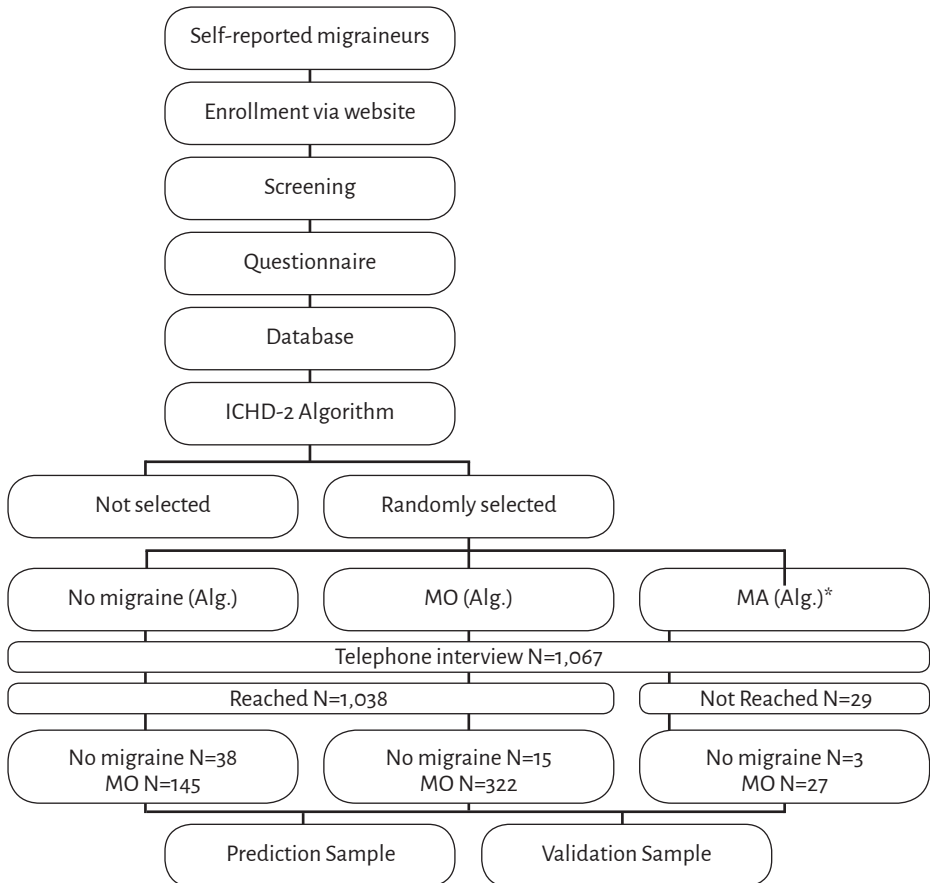 Self-reported migraineurs
Enrollment via website
Screening
Questionnaire
Database
ICHD-2 Algorithm
Not selected
Randomly selected
No migraine (Alg.)
MO (Alg.)
MA (Alg.)*
Telephone interview N=1,067
Reached N=1,038
Not Reached N=29
No migraine N=38
MO N=145
No migraine N=15
MO N=322
No migraine N=3
MO N=27
Prediction Sample
Validation Sample